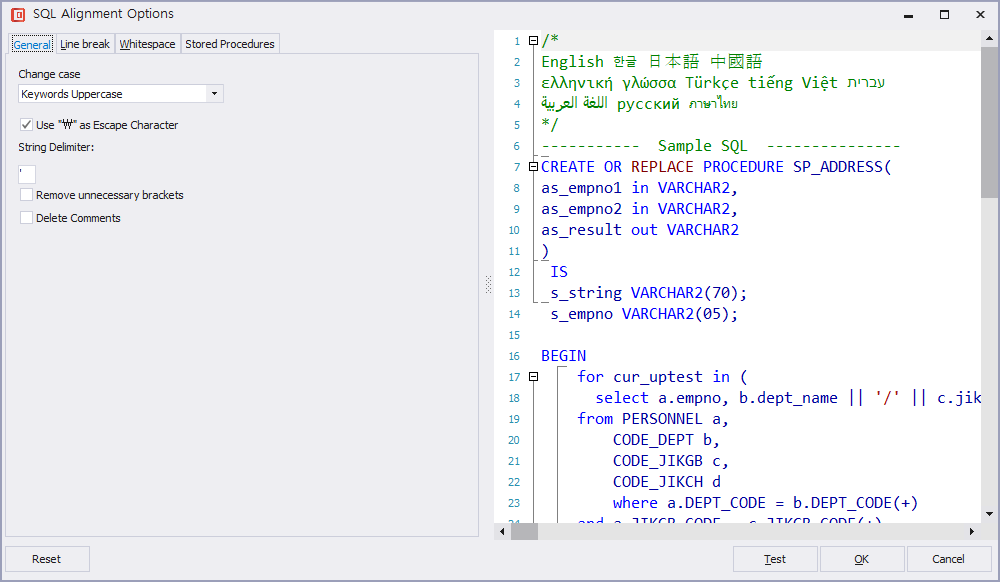 SQL Alignment Options
General
Line break
Whitespace
Stored Procedures
Change case
Keywords Uppercase
Use "₩" as Escape Character
String Delimiter:
'
Remove unnecessary brackets
Delete Comments
1 /*
2 English 한글 日本語 中國語
3 ελληνική γλώσσα Türkçe tiếng Việt עברית
4 اللغة العربية русский ภาษาไทย
5 */
6 ----------- Sample SQL ---------------
7 CREATE OR REPLACE PROCEDURE SP_ADDRESS(
8 as_empno1 in VARCHAR2,
9 as_empno2 in VARCHAR2,
10 as_result out VARCHAR2
11 )
12 IS
13 s_string VARCHAR2(70);
14 s_empno VARCHAR2(05);
15
16 BEGIN
17 for cur_uptest in (
18 select a.empno, b.dept_name || '/' || c.jik
19 from PERSONNEL a,
20 CODE_DEPT b,
21 CODE_JIKGB c,
22 CODE_JIKCH d
23 where a.DEPT_CODE = b.DEPT_CODE(+)
24 and a.JIKGB_CODE = c.JIKGB_CODE(+)
Reset
Test
OK
Cancel